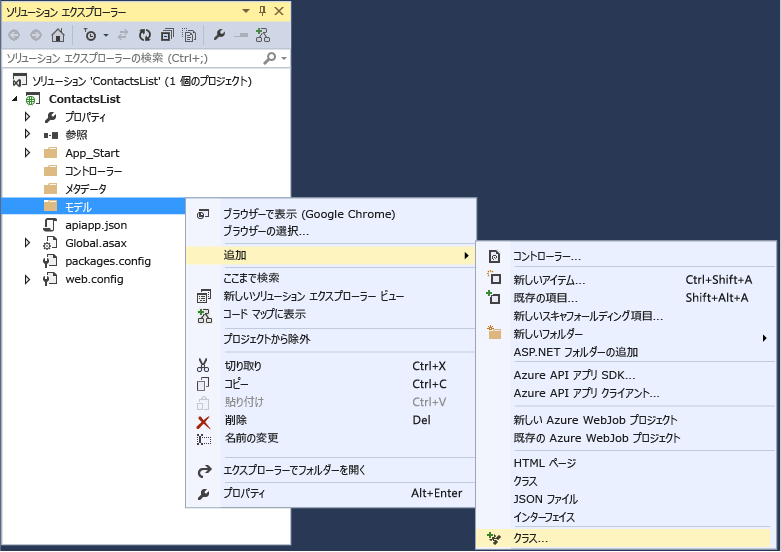 ソリューション エクスプローラー
ソリューション エクスプローラーの検索 (Ctrl+;)
ソリューション 'ContactsList' (1 個のプロジェクト)
ContactsList
プロパティ
参照
App_Start
コントローラー
メタデータ
モデル
apiapp.json
Global.asax
packages.config
web.config
ブラウザーで表示 (Google Chrome)
ブラウザーの選択...
追加
ここまで検索
新しいソリューション エクスプローラー ビュー
コード マップに表示
プロジェクトから除外
切り取り Ctrl+X
コピー Ctrl+C
貼り付け Ctrl+V
削除 Del
名前の変更
エクスプローラーでフォルダーを開く
プロパティ Alt+Enter
コントローラー...
新しいアイテム... Ctrl+Shift+A
既存の項目... Shift+Alt+A
新しいスキャフォールディング項目...
新しいフォルダー
ASP.NET フォルダーの追加
Azure API アプリ SDK...
Azure API アプリ クライアント...
新しい Azure WebJob プロジェクト
既存の Azure WebJob プロジェクト
HTML ページ
クラス
JSON ファイル
インターフェイス
クラス...